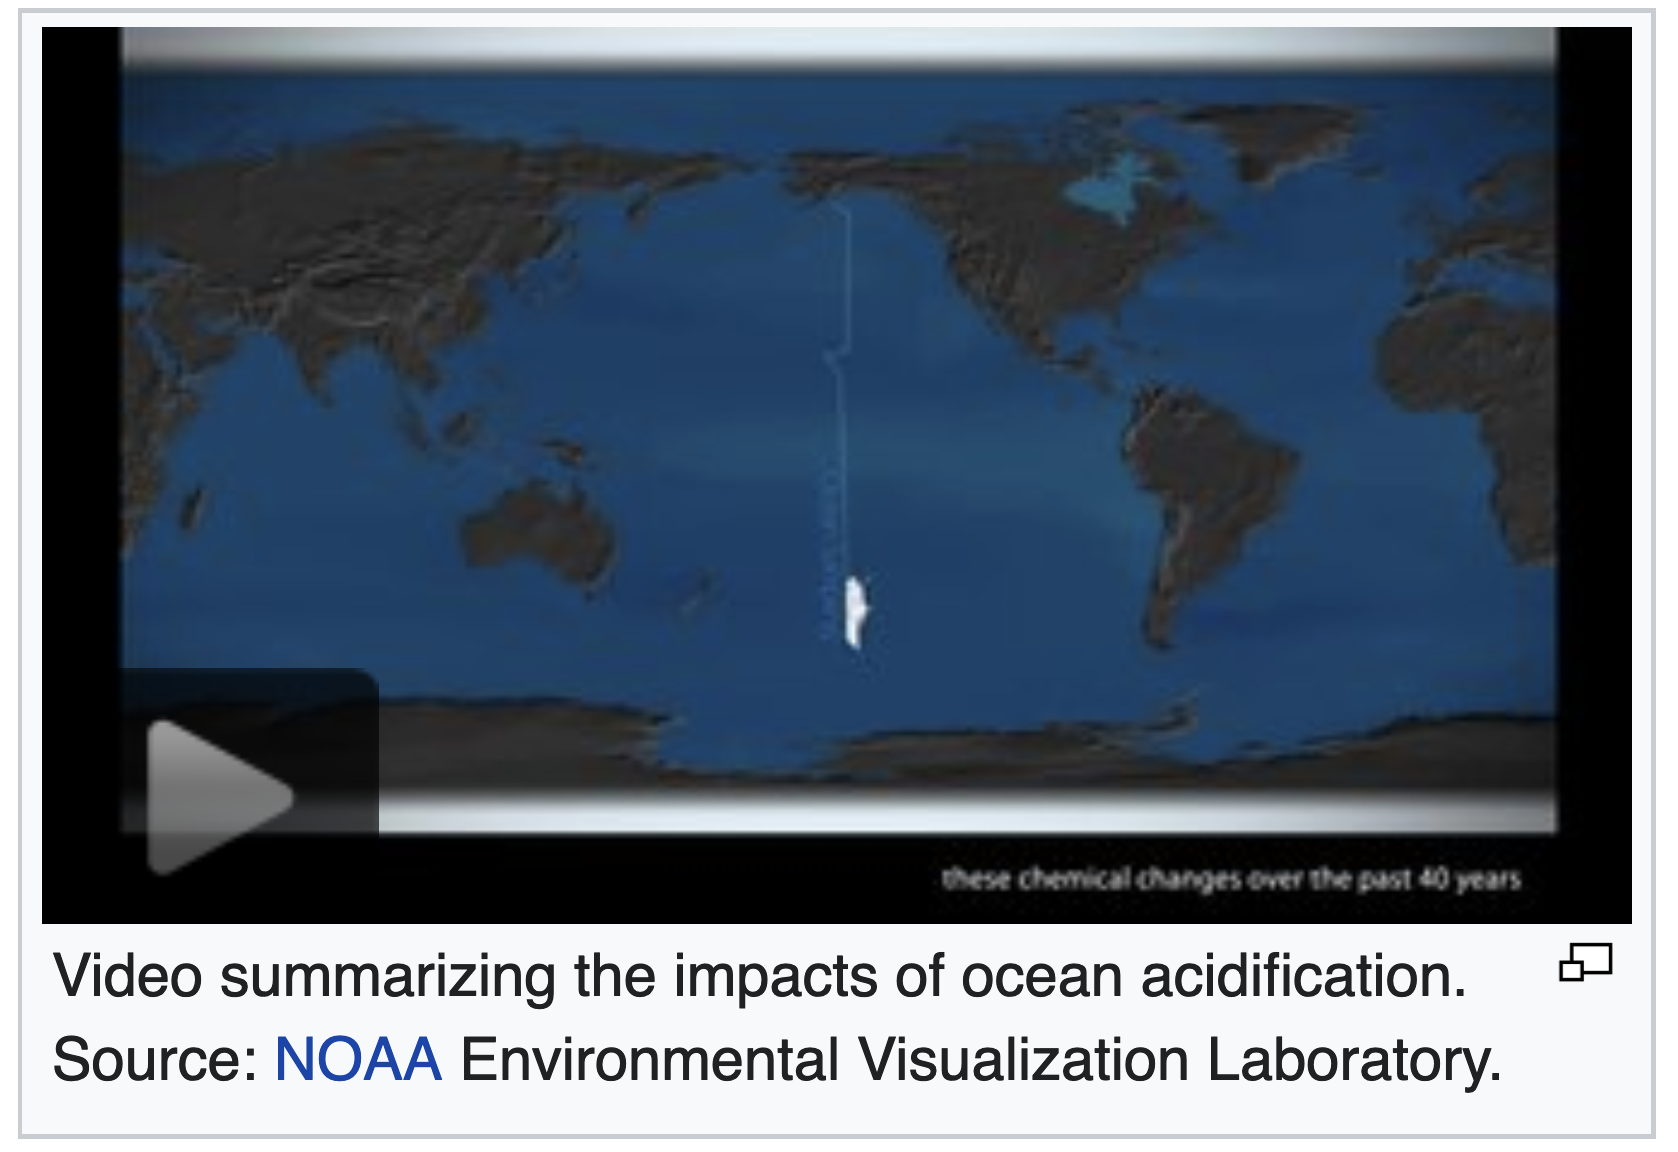 these chemical changes over the past 40 years
Video summarizing the impacts of ocean acidification.
Source: NOAA Environmental Visualization Laboratory.